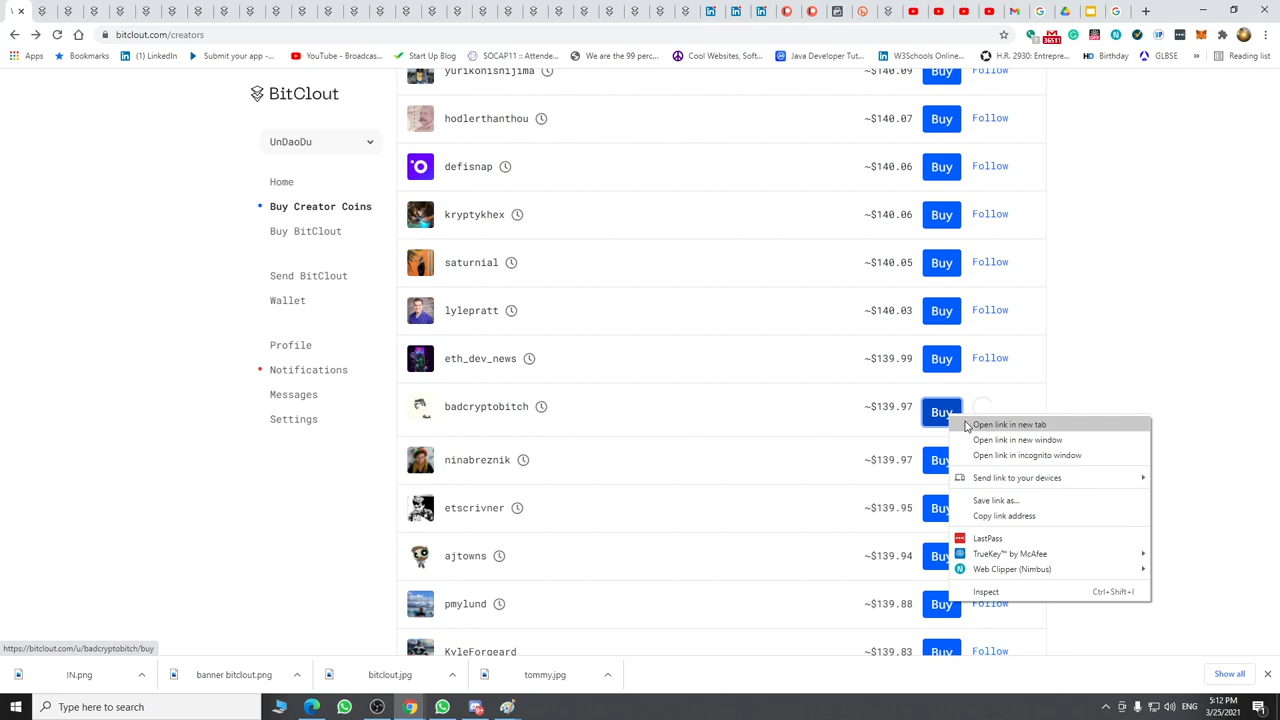 bitclout.com/creators
36511
Apps
Bookmarks
(1) LinkedIn
Submit your app -...
YouTube - Broadcas...
Start Up Blog
SOCAP11 :: Attende...
We are the 99 perc...
Cool Websites, Soft...
Java Developer Tut...
W3Schools Onlin...
H.R. 2930: Entrepre...
HD Birthday
GLBSE
»
Reading list
BitClout
UnDaoDu
Home
Buy Creator Coins
Buy BitClout
Send BitClout
Wallet
Profile
Notifications
Messages
Settings
yurikonishijima ~$140.09 Buy Follow
hodlerthanthou ~$140.07 Buy Follow
defisnap ~$140.06 Buy Follow
kryptykhex ~$140.06 Buy Follow
saturnial ~$140.05 Buy Follow
lylepratt ~$140.03 Buy Follow
eth_dev_news ~$139.99 Buy Follow
badcryptobitch ~$139.97 Buy
ninabreznik ~$139.97 Bu
etscrivner ~$139.95 Bu
ajtowns ~$139.94 Bu
pmylund ~$139.88 Buy Follow
KyleForgeard ~$139.83 Buy Follow
Open link in new tab
Open link in new window
Open link in incognito window
Send link to your devices
Save link as...
Copy link address
LastPass
TrueKey™ by McAfee
Web Clipper (Nimbus)
Inspect Ctrl+Shift+I
https://bitclout.com/u/badcryptobitch/buy
IN.png
banner bitclout.png
bitclout.jpg
tommy.jpg
Show all
Type here to search
ENG
5:12 PM
3/25/2021